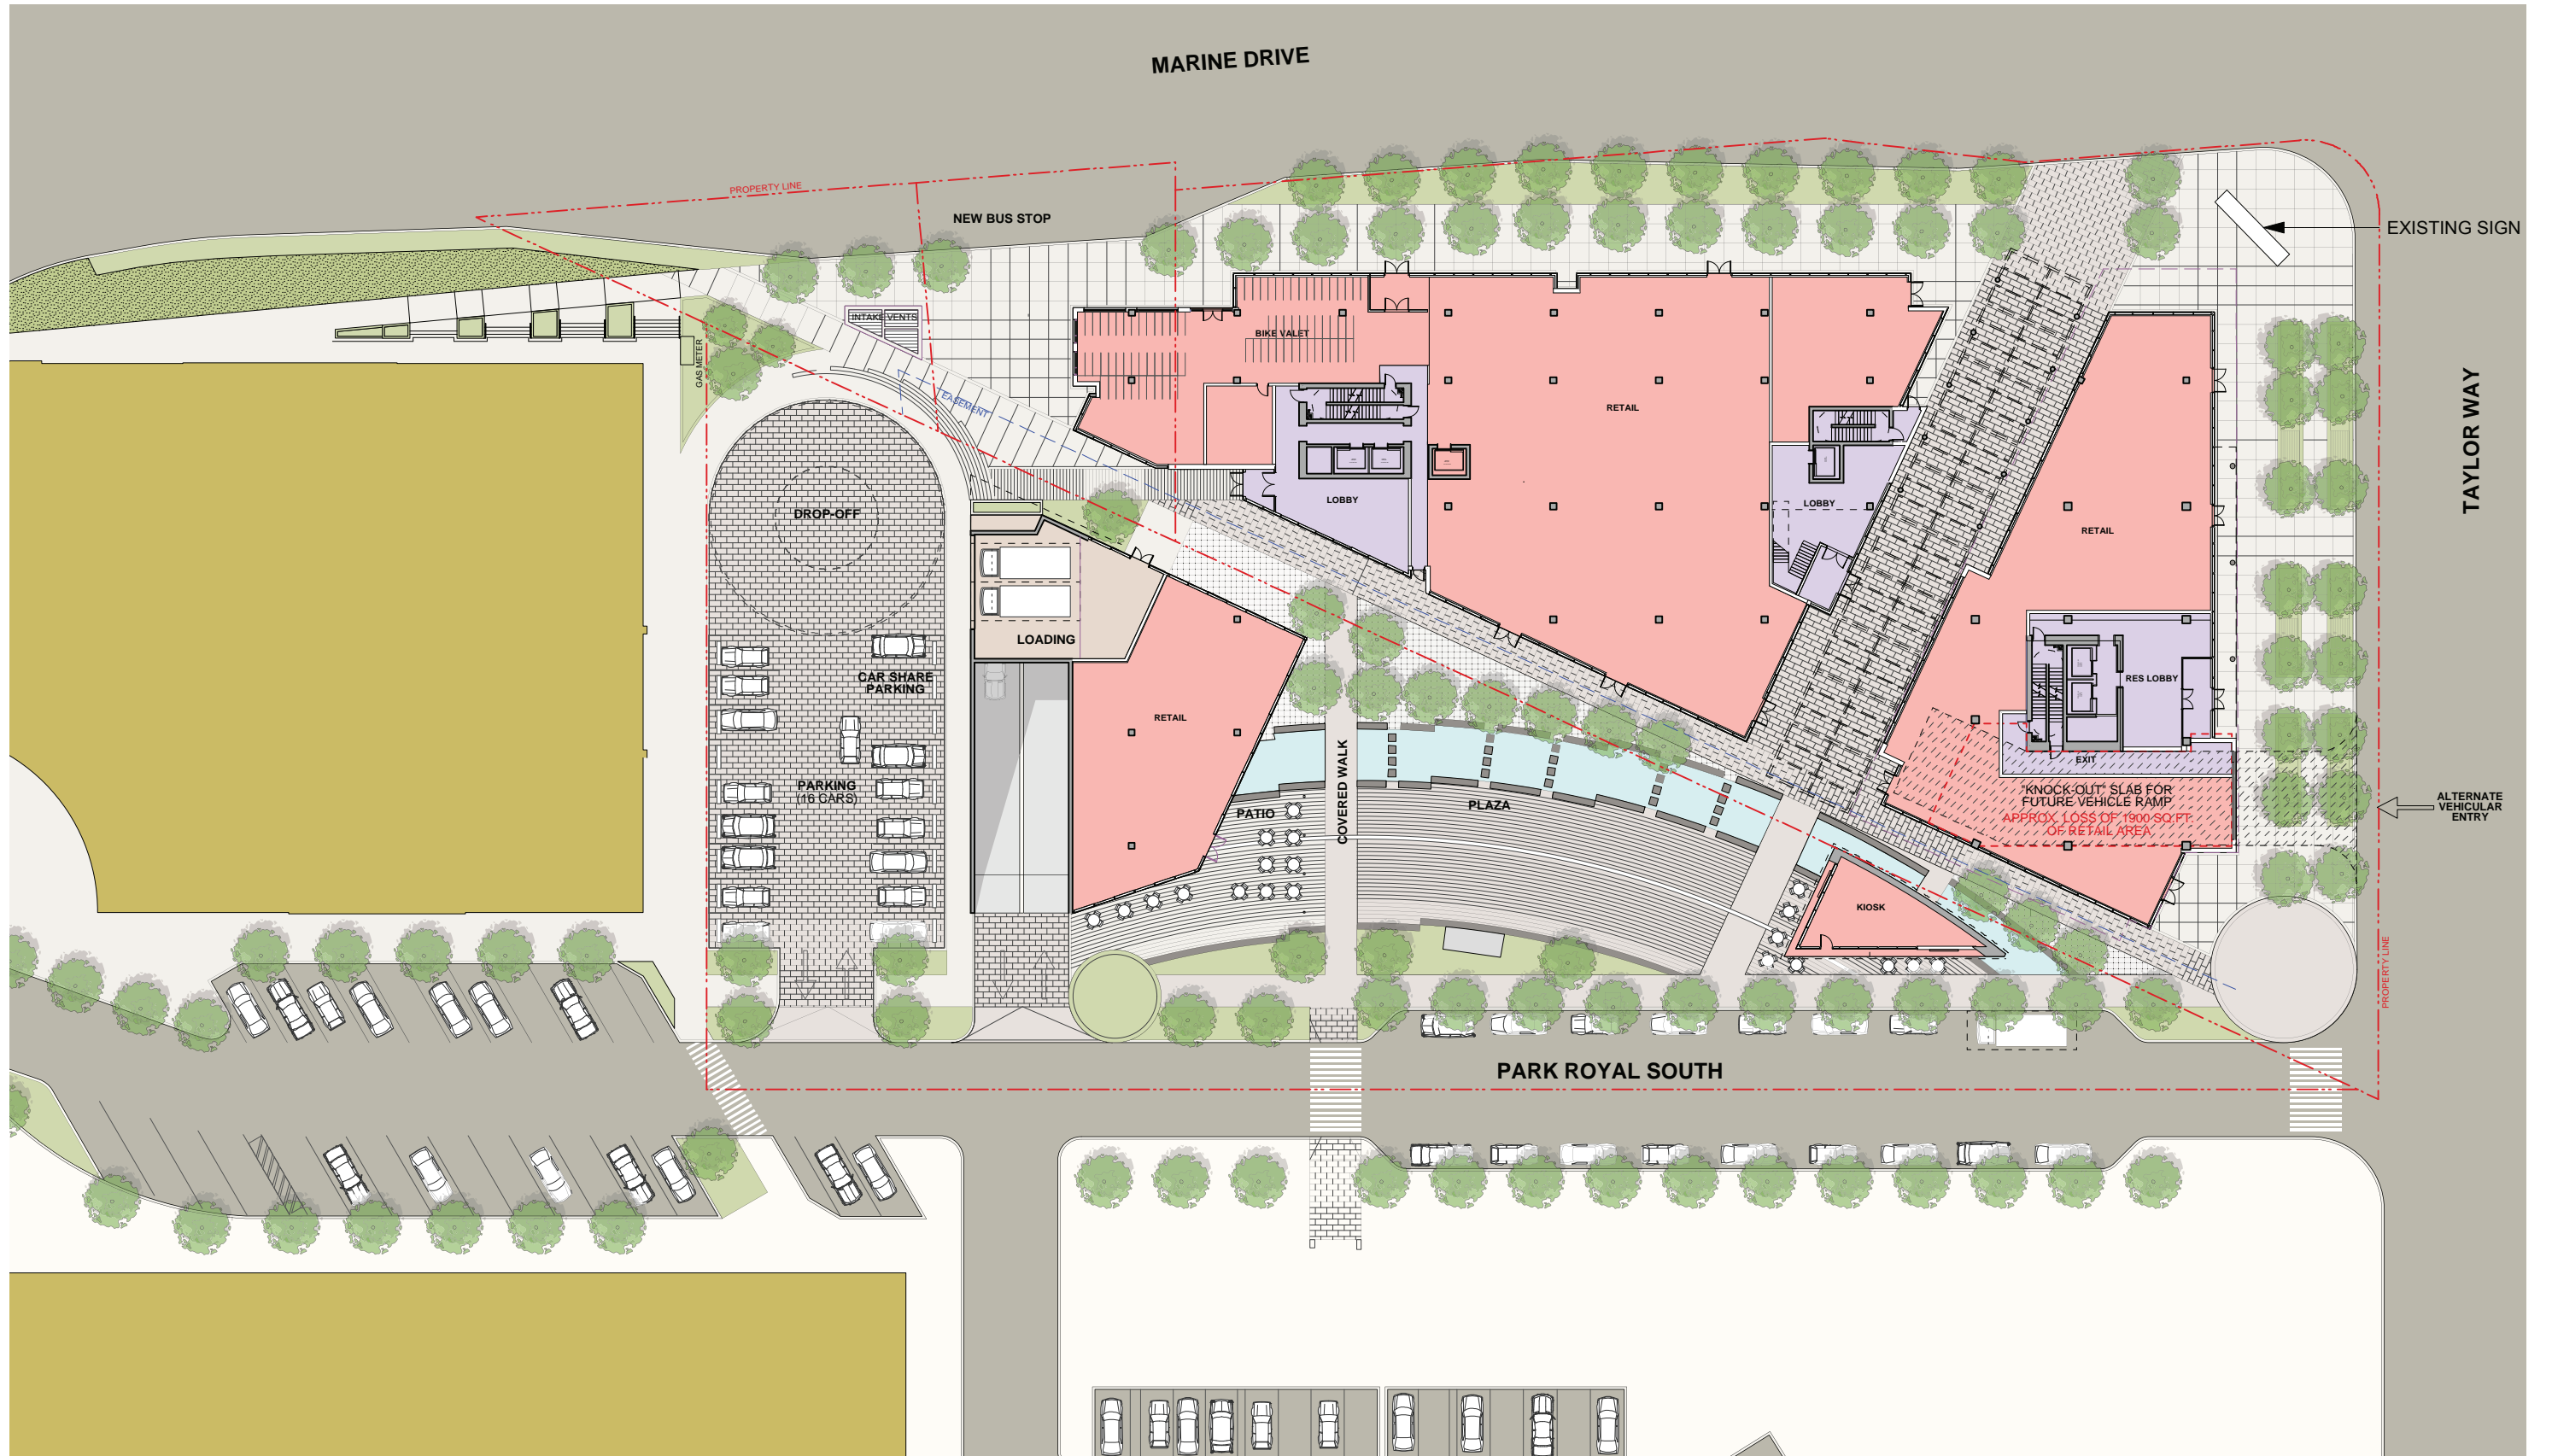 MARINE DRIVE
PROPERTY LINE
NEW BUS STOP
EXISTING SIGN
INTAKE VENTS
BIKE VALET
GAS METER
EASEMENT
RETAIL
TAYLOR WAY
LOBBY
LOBBY
DROP-OFF
RETAIL
LOADING
CAR SHARE
PARKING
RES LOBBY
RETAIL
EXIT
PARKING
(16 CARS)
"KNOCK-OUT" SLAB FOR
FUTURE VEHICLE RAMP
APPROX. LOSS OF 1900 SQ.FT.
OF RETAIL AREA
ALTERNATE
VEHICULAR
ENTRY
PATIO
COVERED WALK
PLAZA
KIOSK
PROPERTY LINE
PARK ROYAL SOUTH